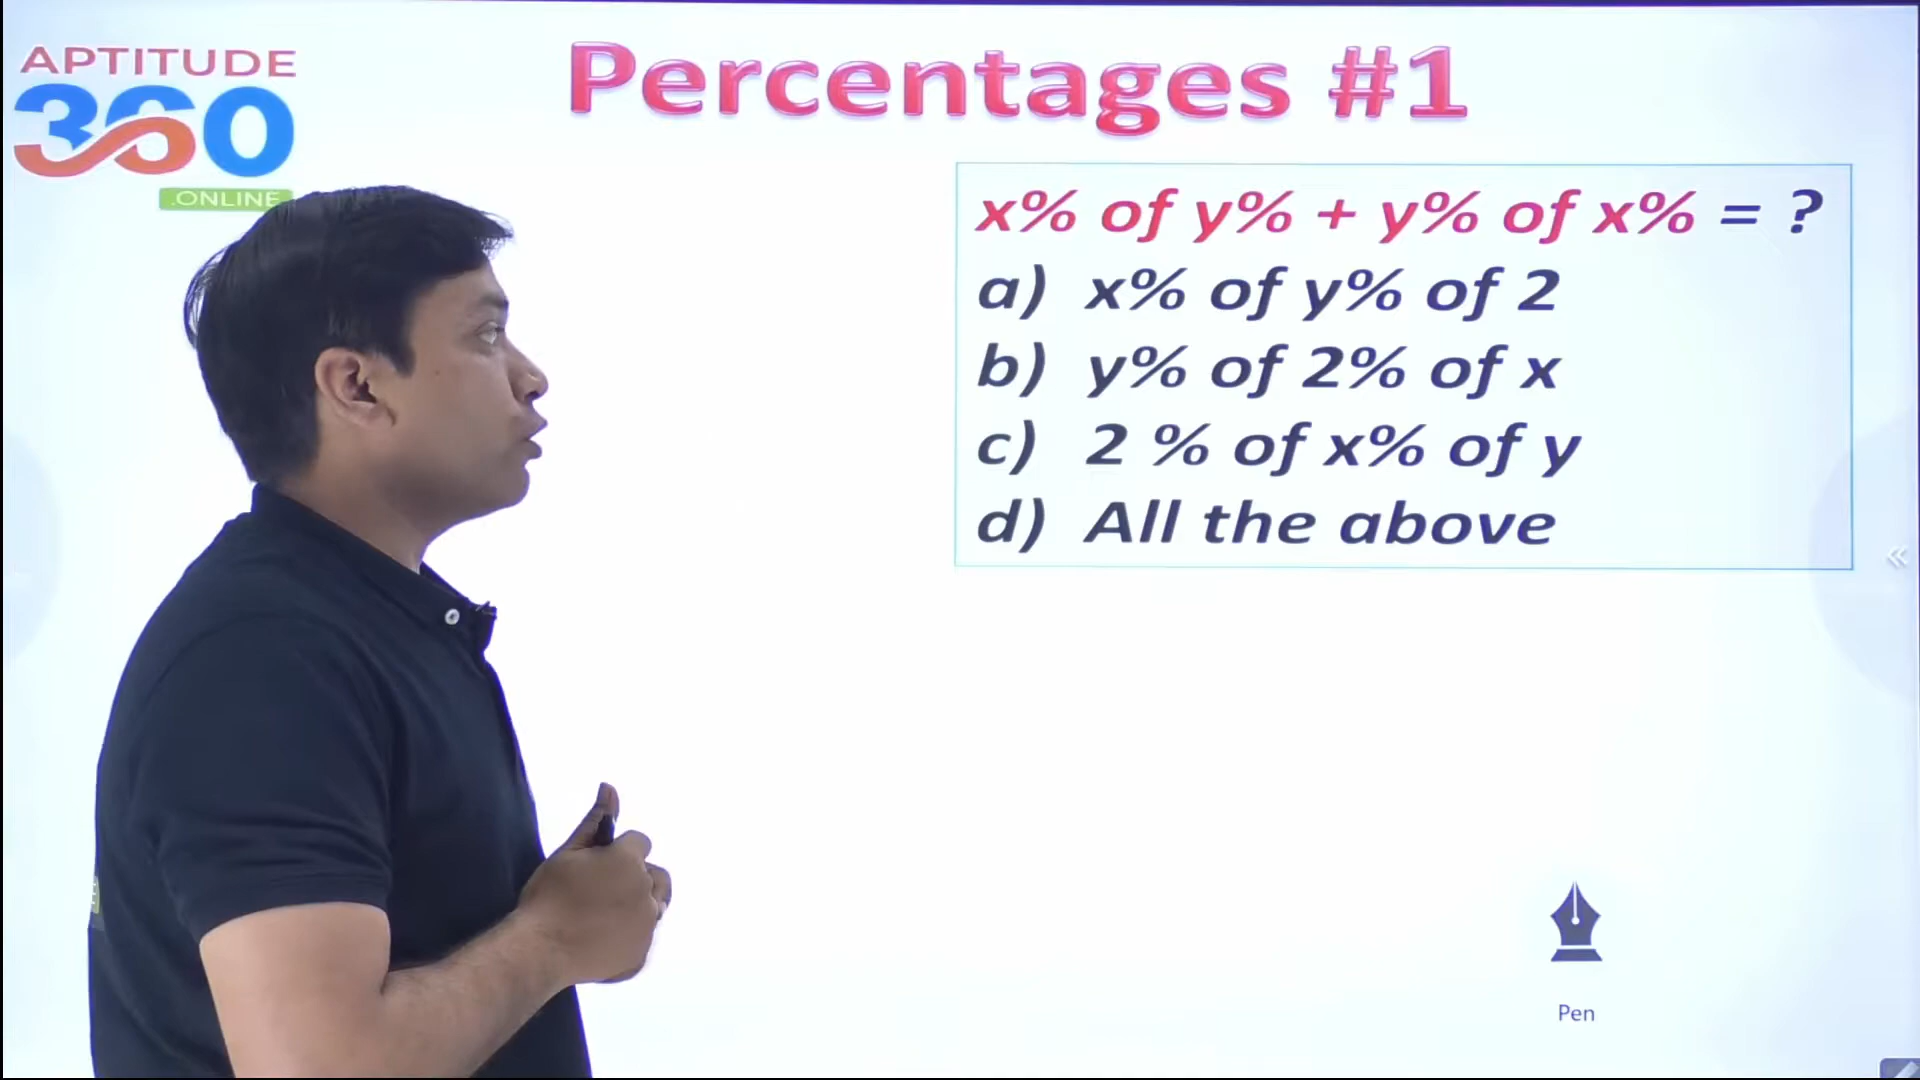 APTITUDE
360
.ONLINE
Percentages #1
x% of y% + y% of x% = ?
a) x% of y% of 2
b) y% of 2% of x
c) 2 % of x% of y
d) All the above
Pen